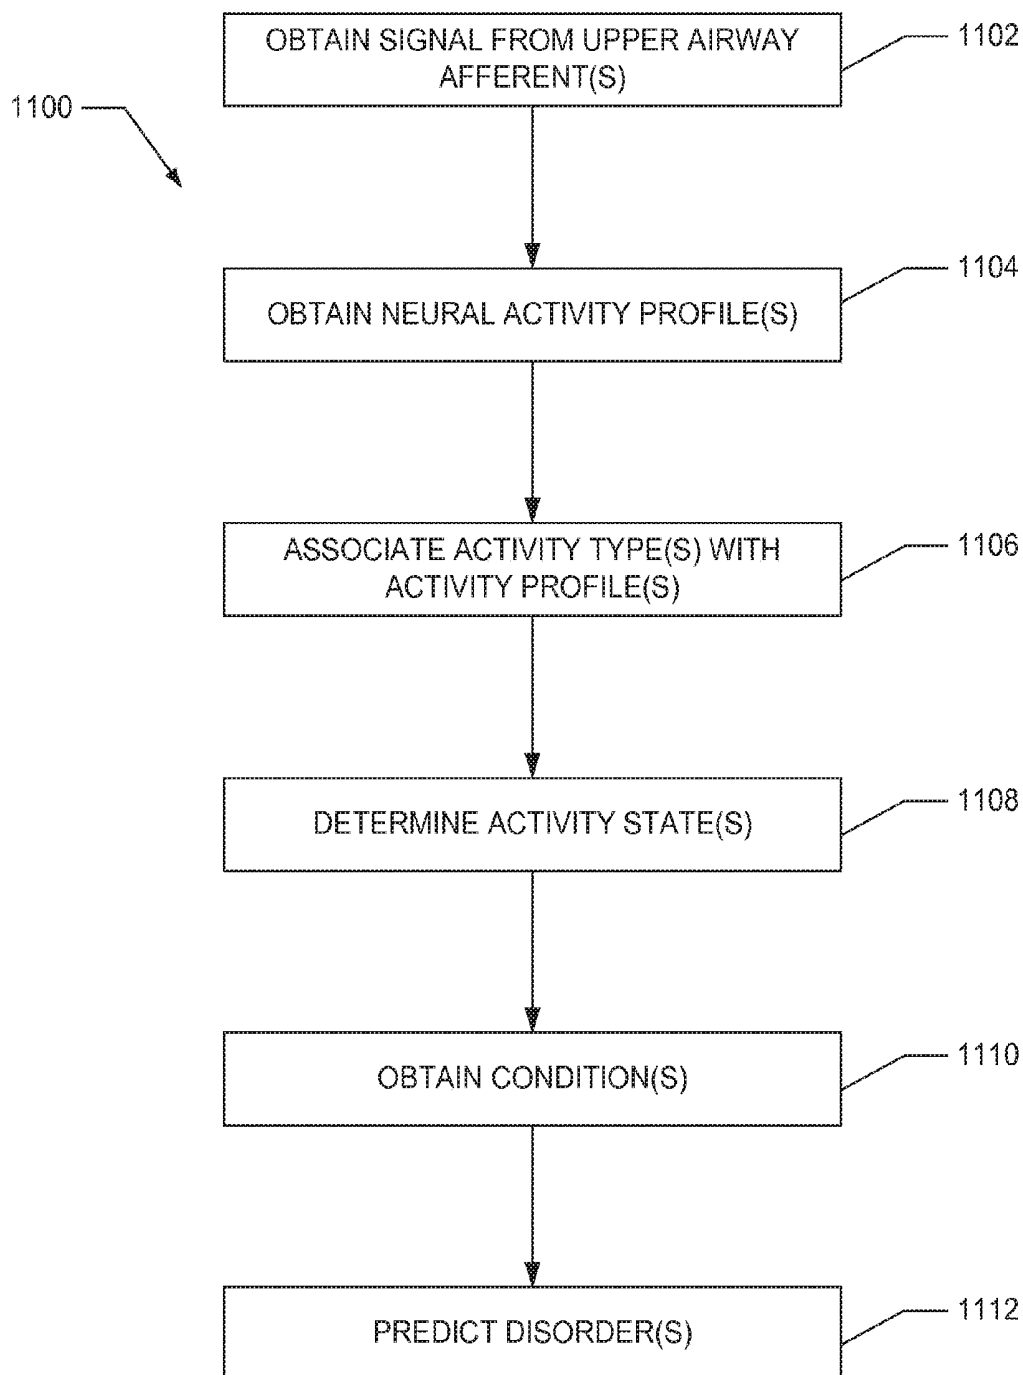 OBTAIN SIGNAL FROM UPPER AIRWAY
AFFERENT(S)
1102
1100
OBTAIN NEURAL ACTIVITY PROFILE(S)
1104
ASSOCIATE ACTIVITY TYPE(S) WITH
ACTIVITY PROFILE(S)
1106
DETERMINE ACTIVITY STATE(S)
1108
OBTAIN CONDITION(S)
1110
PREDICT DISORDER(S)
1112